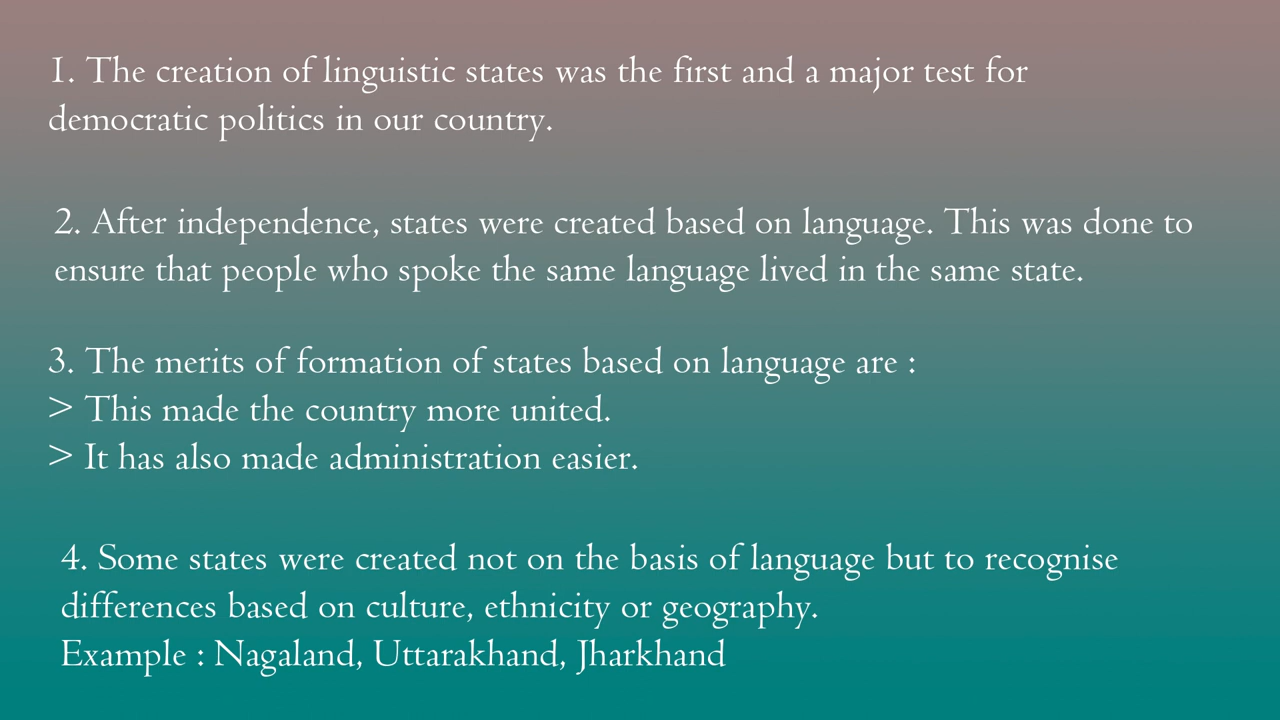 1. The creation of linguistic states was the first and a major test for
democratic politics in our country.
2. After independence, states were created based on language. This was done to
ensure that people who spoke the same language lived in the same state.
3. The merits of formation of states based on language are :
> This made the country more united.
> It has also made administration easier.
4. Some states were created not on the basis of language but to recognise
differences based on culture, ethnicity or geography.
Example : Nagaland, Uttarakhand, Jharkhand